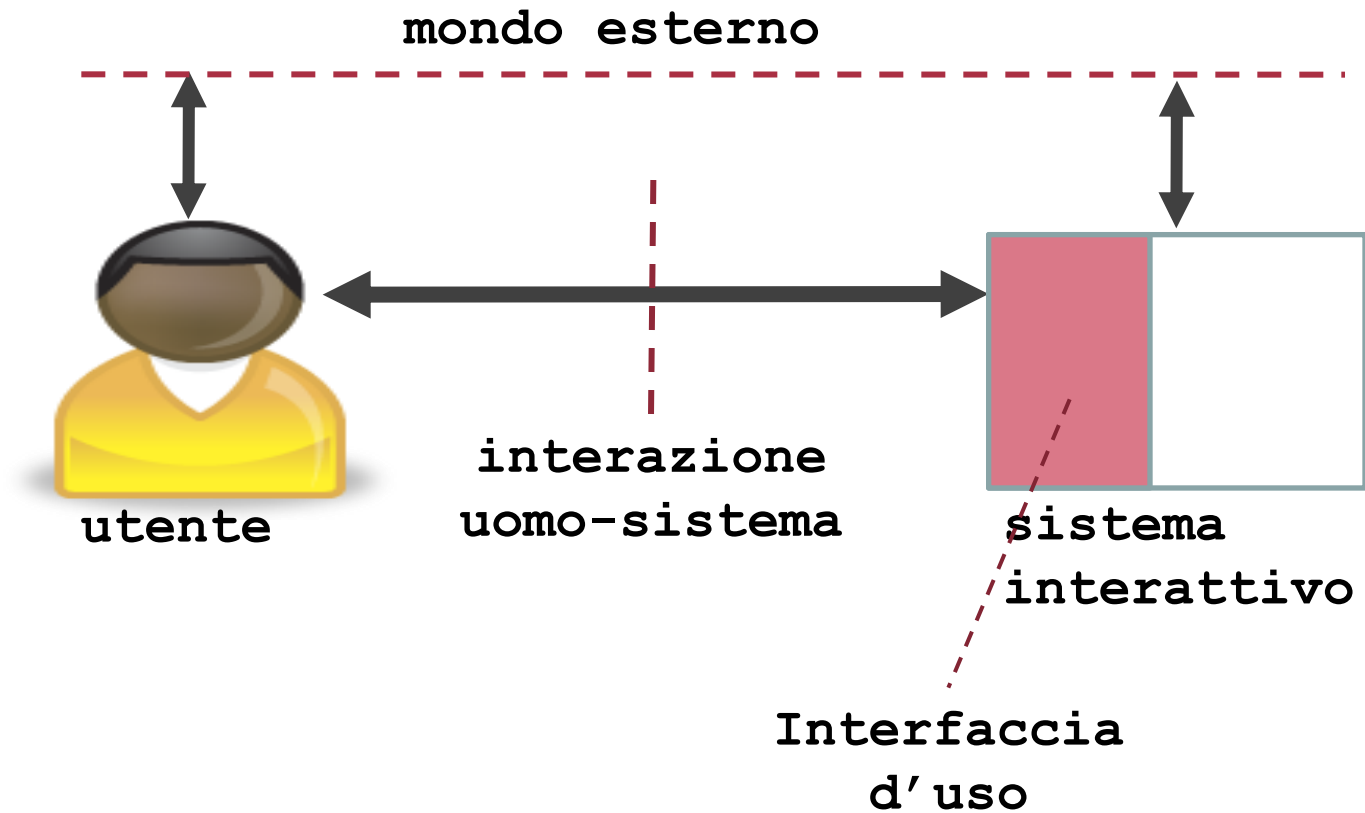 mondo esterno
interazione
uomo-sistema
utente
sistema
interattivo
Interfaccia
d’uso